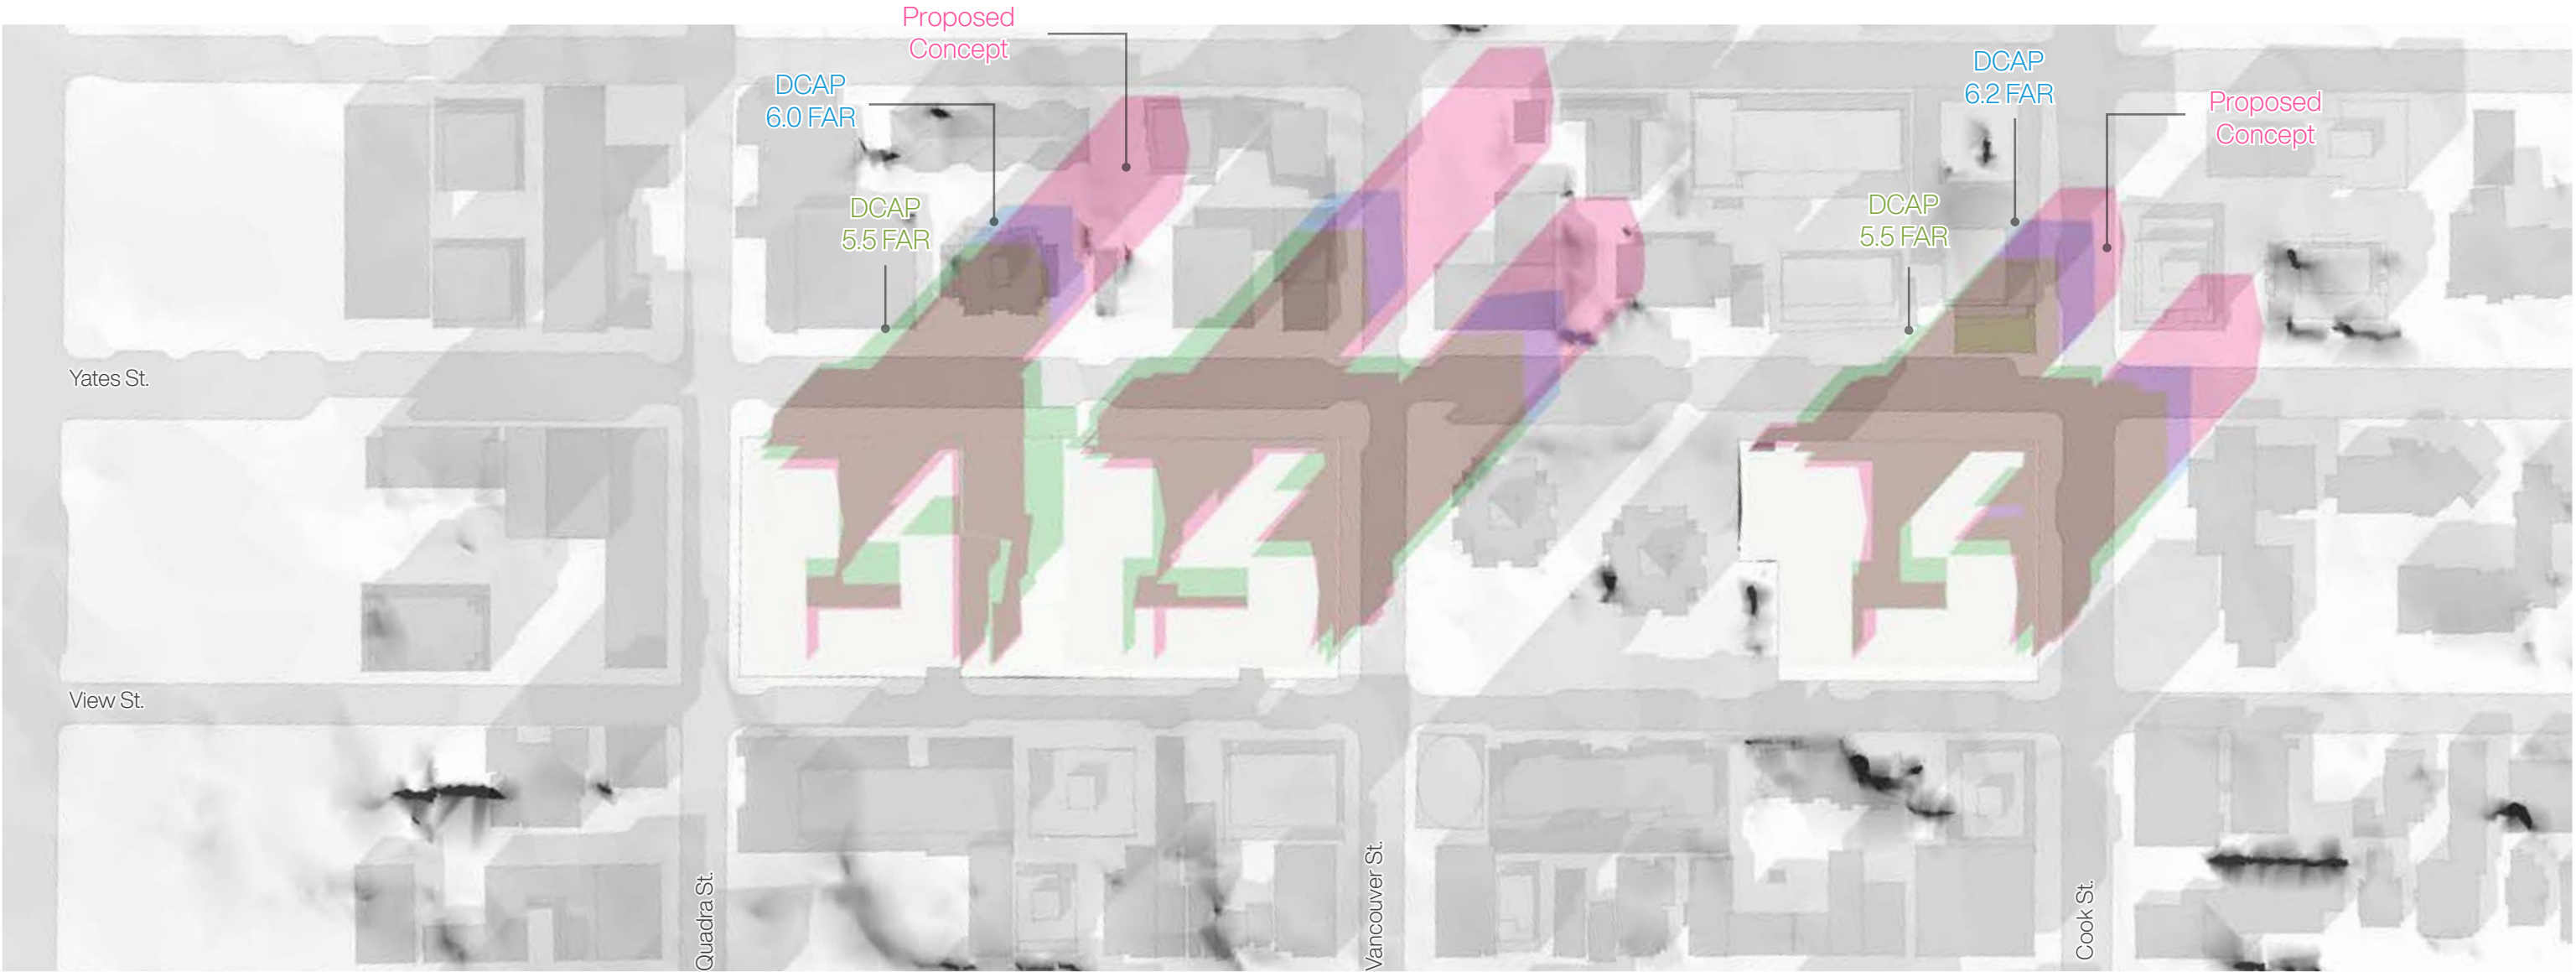 Proposed
Concept
DCAP
6.0 FAR
DCAP
5.5 FAR
DCAP
6.2 FAR
Proposed
Concept
DCAP
5.5 FAR
Yates St.
View St.
Quadra St.
Vancouver St.
Cook St.